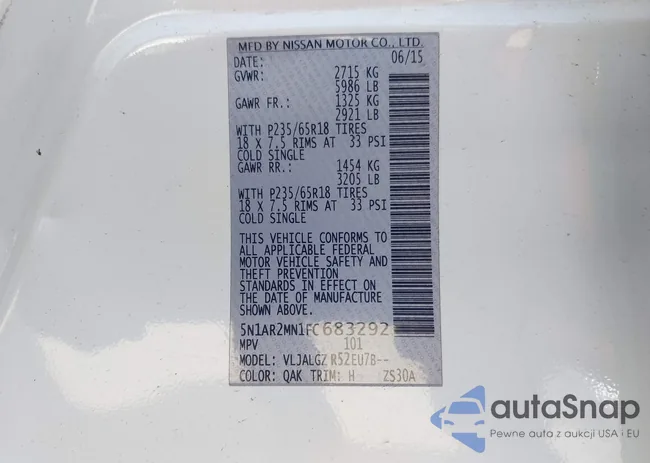 MFD BY NISSAN MOTOR CO., LTD.
DATE: 06/15
GVWR: 2715 KG
5986 LB
GAWR FR.: 1325 KG
2921 LB
WITH P235/65R18 TIRES
18 X 7.5 RIMS AT 33 PSI
COLD SINGLE
GAWR RR.: 1454 KG
3205 LB
WITH P235/65R18 TIRES
18 X 7.5 RIMS AT 33 PSI
COLD SINGLE
THIS VEHICLE CONFORMS TO
ALL APPLICABLE FEDERAL
MOTOR VEHICLE SAFETY AND
THEFT PREVENTION
STANDARDS IN EFFECT ON
THE DATE OF MANUFACTURE
SHOWN ABOVE.
5N1AR2MN1FC683292
MPV 101
MODEL: VLJALGZ R52EU7B--
COLOR: QAK TRIM: H ZS30A
autaSnap
Pewne auta z aukcji USA i EU